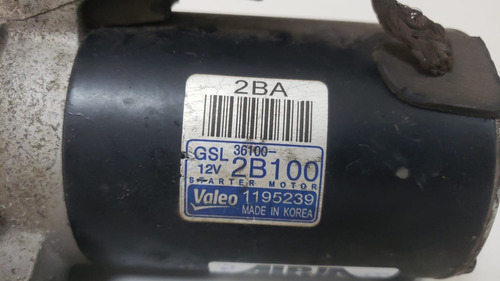 2BA
GSL 36100-
12V 2B100
STARTER MOTOR
Valeo 1195239
MADE IN KOREA